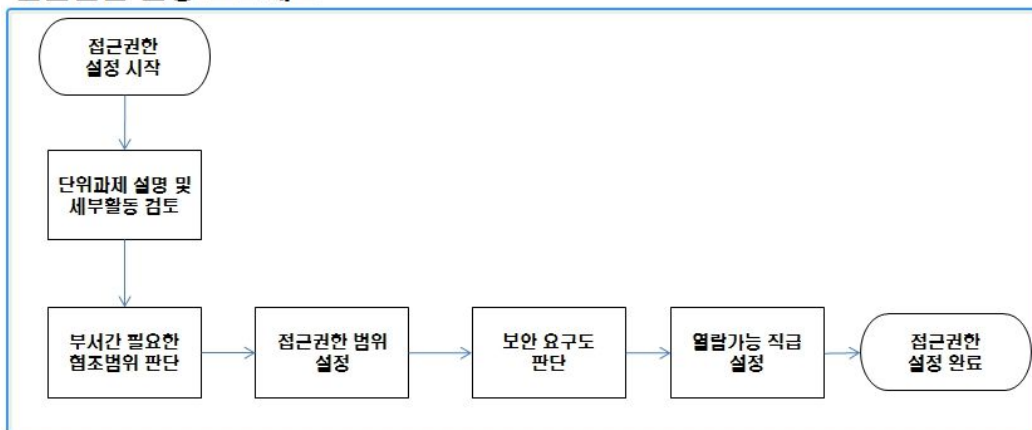 접근권한
설정 시작
단위과제 설명 및
세부활동 검토
부서간 필요한
협조범위 판단
접근권한 범위
설정
보안 요구도
판단
열람가능 직급
설정
접근권한
설정 완료